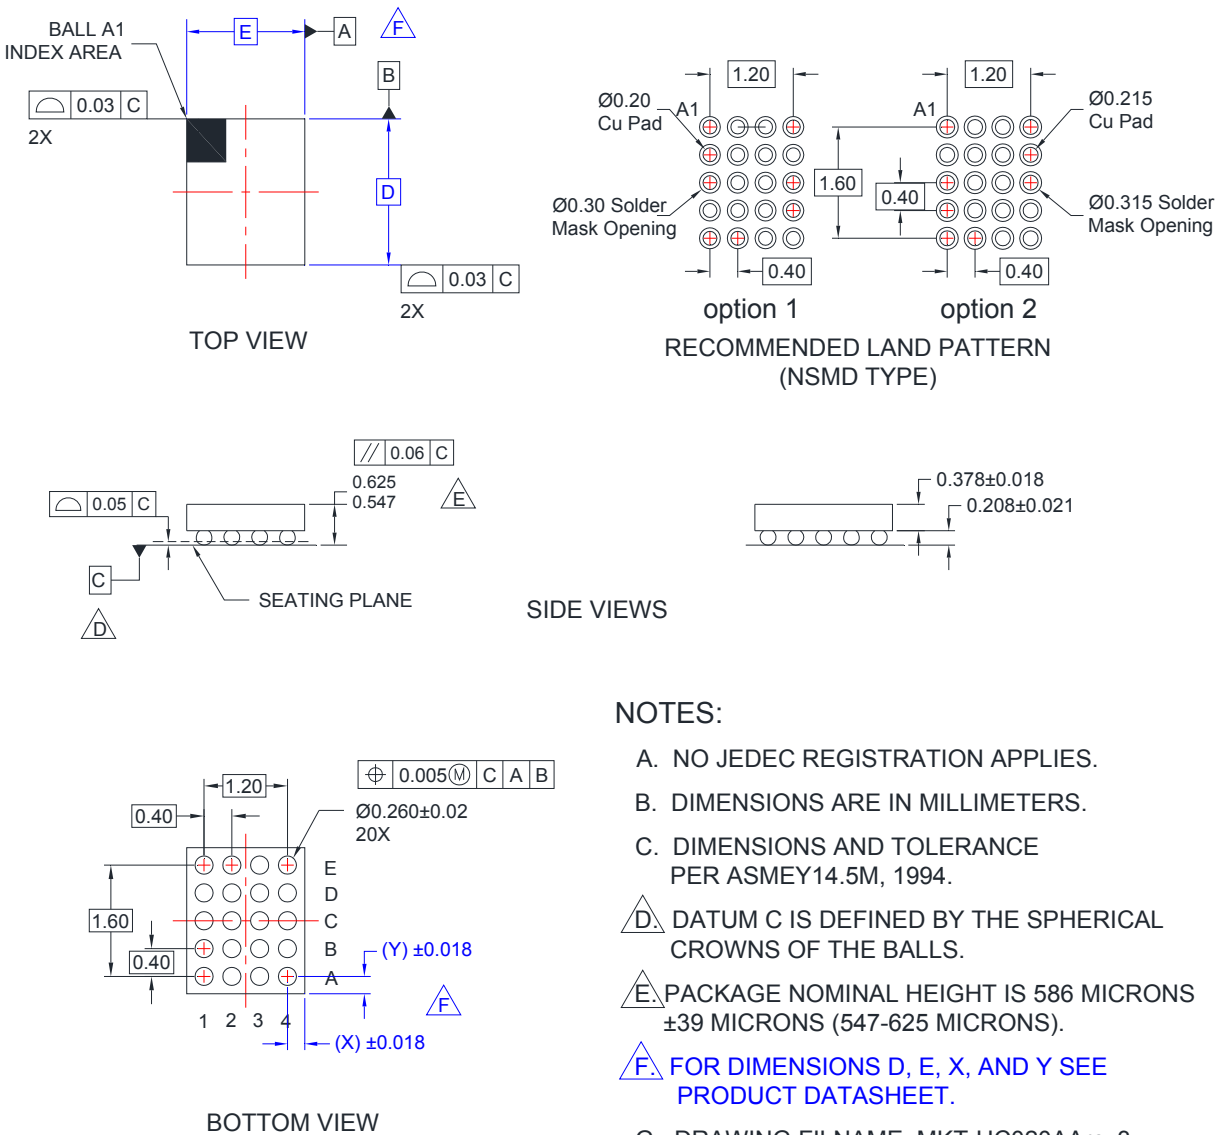 BALL A1
INDEX AREA
E
A
F
B
0.03 C
2X
D
0.03 C
2X
TOP VIEW
1.20
1.20
Ø0.20
Cu Pad
A1
A1
Ø0.215
Cu Pad
1.60
0.40
Ø0.30 Solder
Mask Opening
Ø0.315 Solder
Mask Opening
0.40
0.40
option 1
option 2
RECOMMENDED LAND PATTERN
(NSMD TYPE)
// 0.06 C
0.625
0.547
E
0.05 C
C
D
SEATING PLANE
0.378±0.018
0.208±0.021
SIDE VIEWS
1.20
0.40
0.005 Ⓜ C A B
Ø0.260±0.02
20X
E
D
C
B
A
1.60
0.40
(Y) ±0.018
F
1 2 3 4
(X) ±0.018
BOTTOM VIEW
NOTES:
A. NO JEDEC REGISTRATION APPLIES.
B. DIMENSIONS ARE IN MILLIMETERS.
C. DIMENSIONS AND TOLERANCE
PER ASMEY14.5M, 1994.
D. DATUM C IS DEFINED BY THE SPHERICAL
CROWNS OF THE BALLS.
E. PACKAGE NOMINAL HEIGHT IS 586 MICRONS
±39 MICRONS (547-625 MICRONS).
F. FOR DIMENSIONS D, E, X, AND Y SEE
PRODUCT DATASHEET.
G. DRAWING FILNAME: MKT-UC020AA